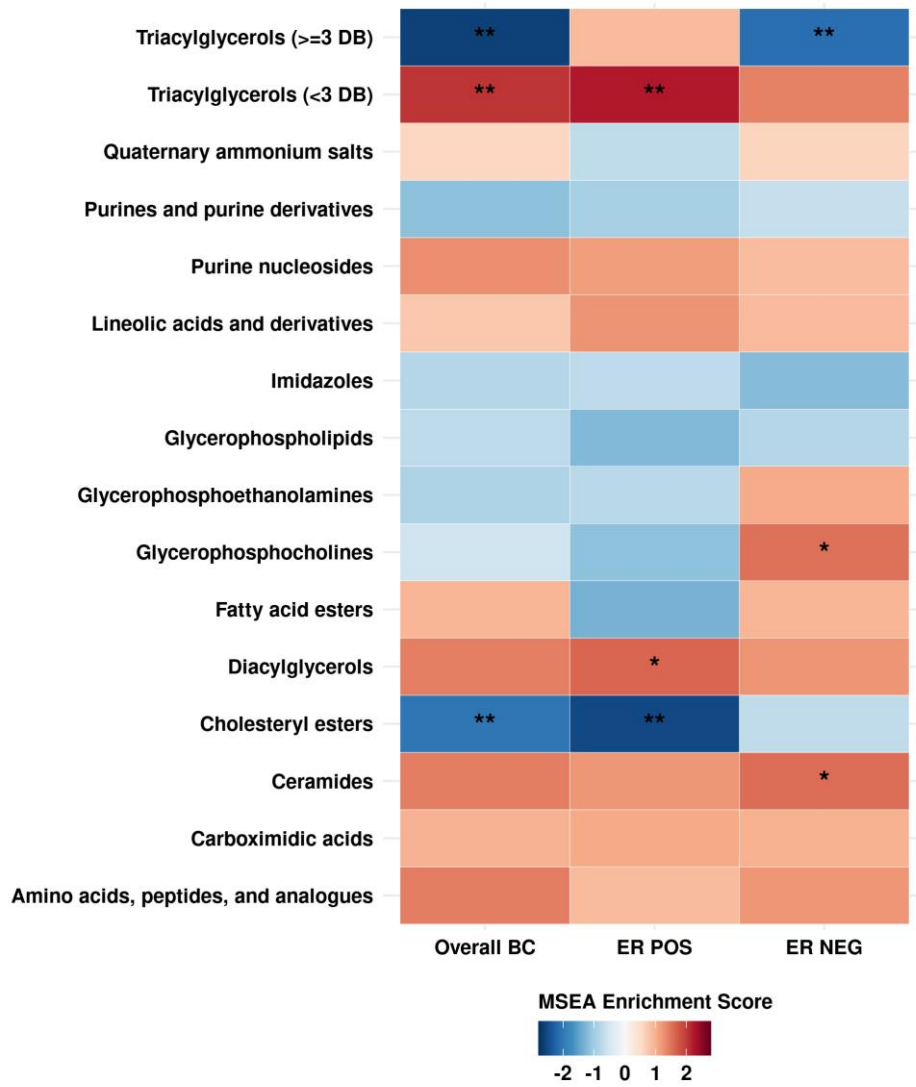 Triacylglycerols (>=3 DB) ** **
Triacylglycerols (<3 DB) ** **
Quaternary ammonium salts
Purines and purine derivatives
Purine nucleosides
Lineolic acids and derivatives
Imidazoles
Glycerophospholipids
Glycerophosphoethanolamines
Glycerophosphocholines *
Fatty acid esters
Diacylglycerols *
Cholesteryl esters ** **
Ceramides *
Carboximidic acids
Amino acids, peptides, and analogues
Overall BC ER POS ER NEG
MSEA Enrichment Score
-2 -1 0 1 2